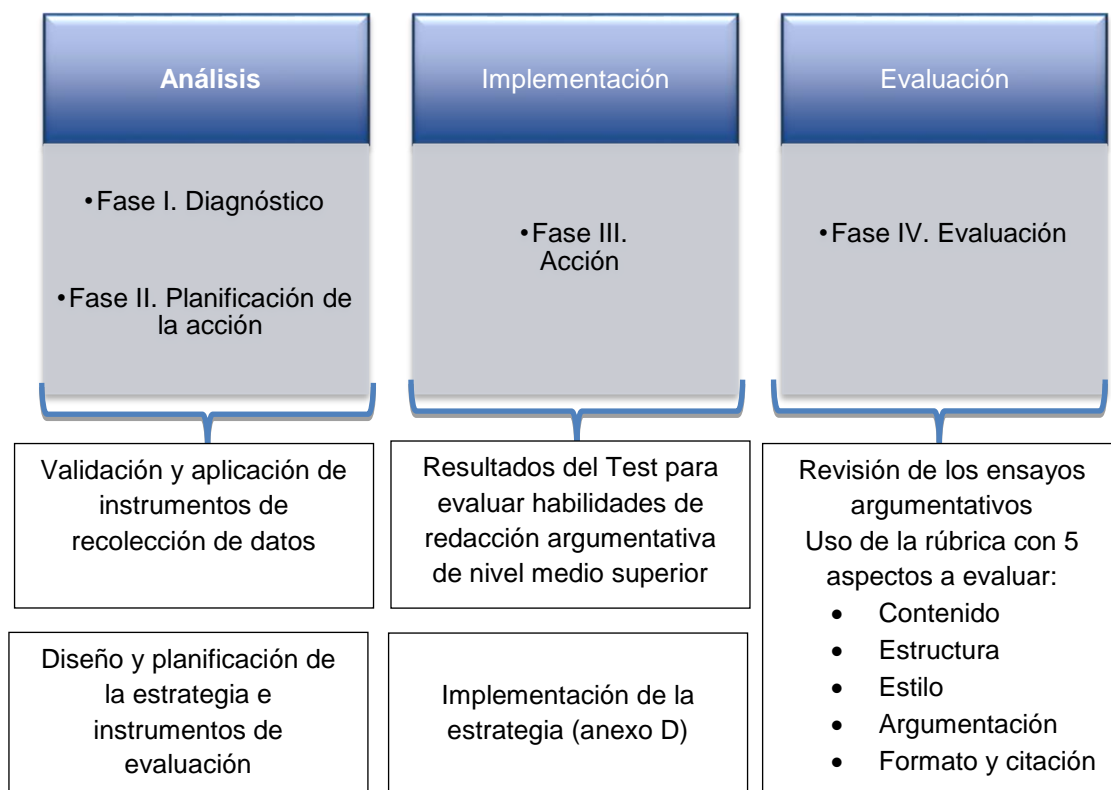 Análisis
•Fase I. Diagnóstico
•Fase II. Planificación de
la acción
Validación y aplicación de
instrumentos de
recolección de datos
Diseño y planificación de
la estrategia e
instrumentos de
evaluación
Implementación
•Fase III.
Acción
Resultados del Test para
evaluar habilidades de
redacción argumentativa
de nivel medio superior
Implementación de la
estrategia (anexo D)
Evaluación
•Fase IV. Evaluación
Revisión de los ensayos
argumentativos
Uso de la rúbrica con 5
aspectos a evaluar:
• Contenido
• Estructura
• Estilo
• Argumentación
• Formato y citación